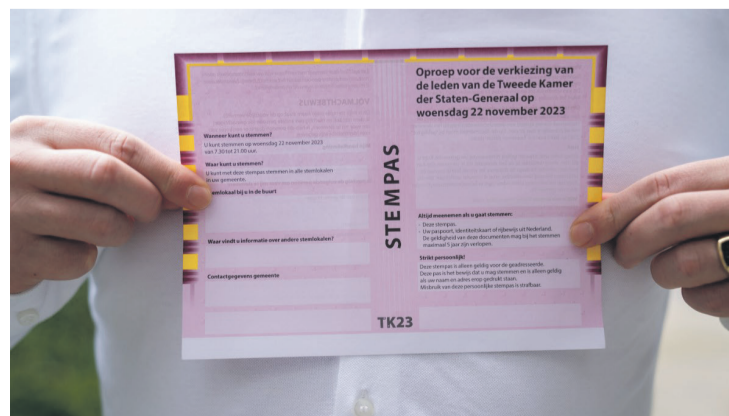 Wanneer kunt u stemmen?
U kunt stemmen op woensdag 22 november 2023
van 7.30 tot 21.00 uur.
Waar kunt u stemmen?
U kunt met deze stempas stemmen in alle stemlokalen
in uw gemeente.
Stemlokaal bij u in de buurt
Waar vindt u informatie over andere stemlokalen?
Contactgegevens gemeente
STEMPAS
TK23
Oproep voor de verkiezing van
de leden van de Tweede Kamer
der Staten-Generaal op
woensdag 22 november 2023
Altijd meenemen als u gaat stemmen:
- Deze stempas.
- Uw paspoort, identiteitskaart of rijbewijs uit Nederland.
De geldigheid van deze documenten mag bij het stemmen
maximaal 5 jaar zijn verlopen.
Strikt persoonlijk!
Deze stempas is alleen geldig voor de geadresseerde.
Deze pas is het bewijs dat u mag stemmen en is alleen geldig
als uw naam en adres erop gedrukt staan.
Misbruik van deze persoonlijke stempas is strafbaar.